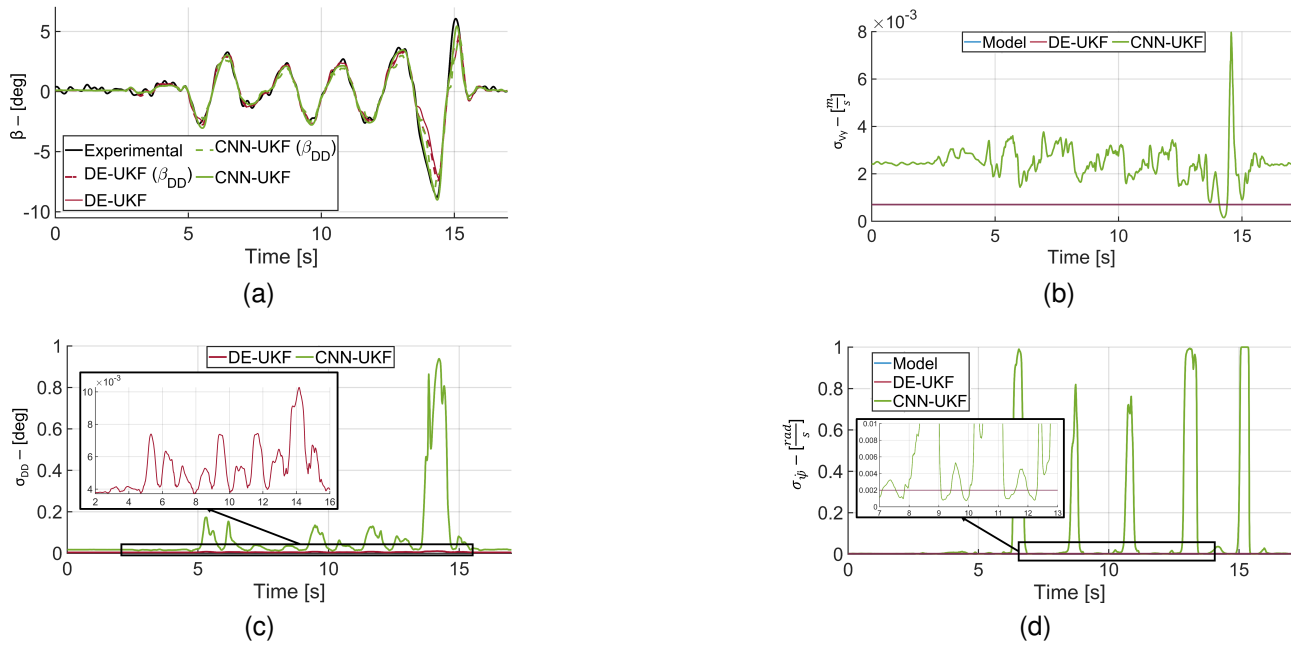 5
0
-5
-10
β – [deg]
Experimental
DE-UKF (βDD)
DE-UKF
CNN-UKF (βDD)
CNN-UKF
0 5 10 15
Time [s]
(a)
8 ×10-3
6
4
2
0
σVy – [m/s]
Model DE-UKF CNN-UKF
0 5 10 15
Time [s]
(b)
1
0.8
0.6
0.4
0.2
0
σDD – [deg]
DE-UKF CNN-UKF
×10-3
10
8
6
4
2 4 6 8 10 12 14 16
0 5 10 15
Time [s]
(c)
1
0.8
0.6
0.4
0.2
0
σψ̇ – [rad/s]
Model
DE-UKF
CNN-UKF
0.01
0.008
0.006
0.004
0.002
0
7 8 9 10 11 12 13
0 5 10 15
Time [s]
(d)